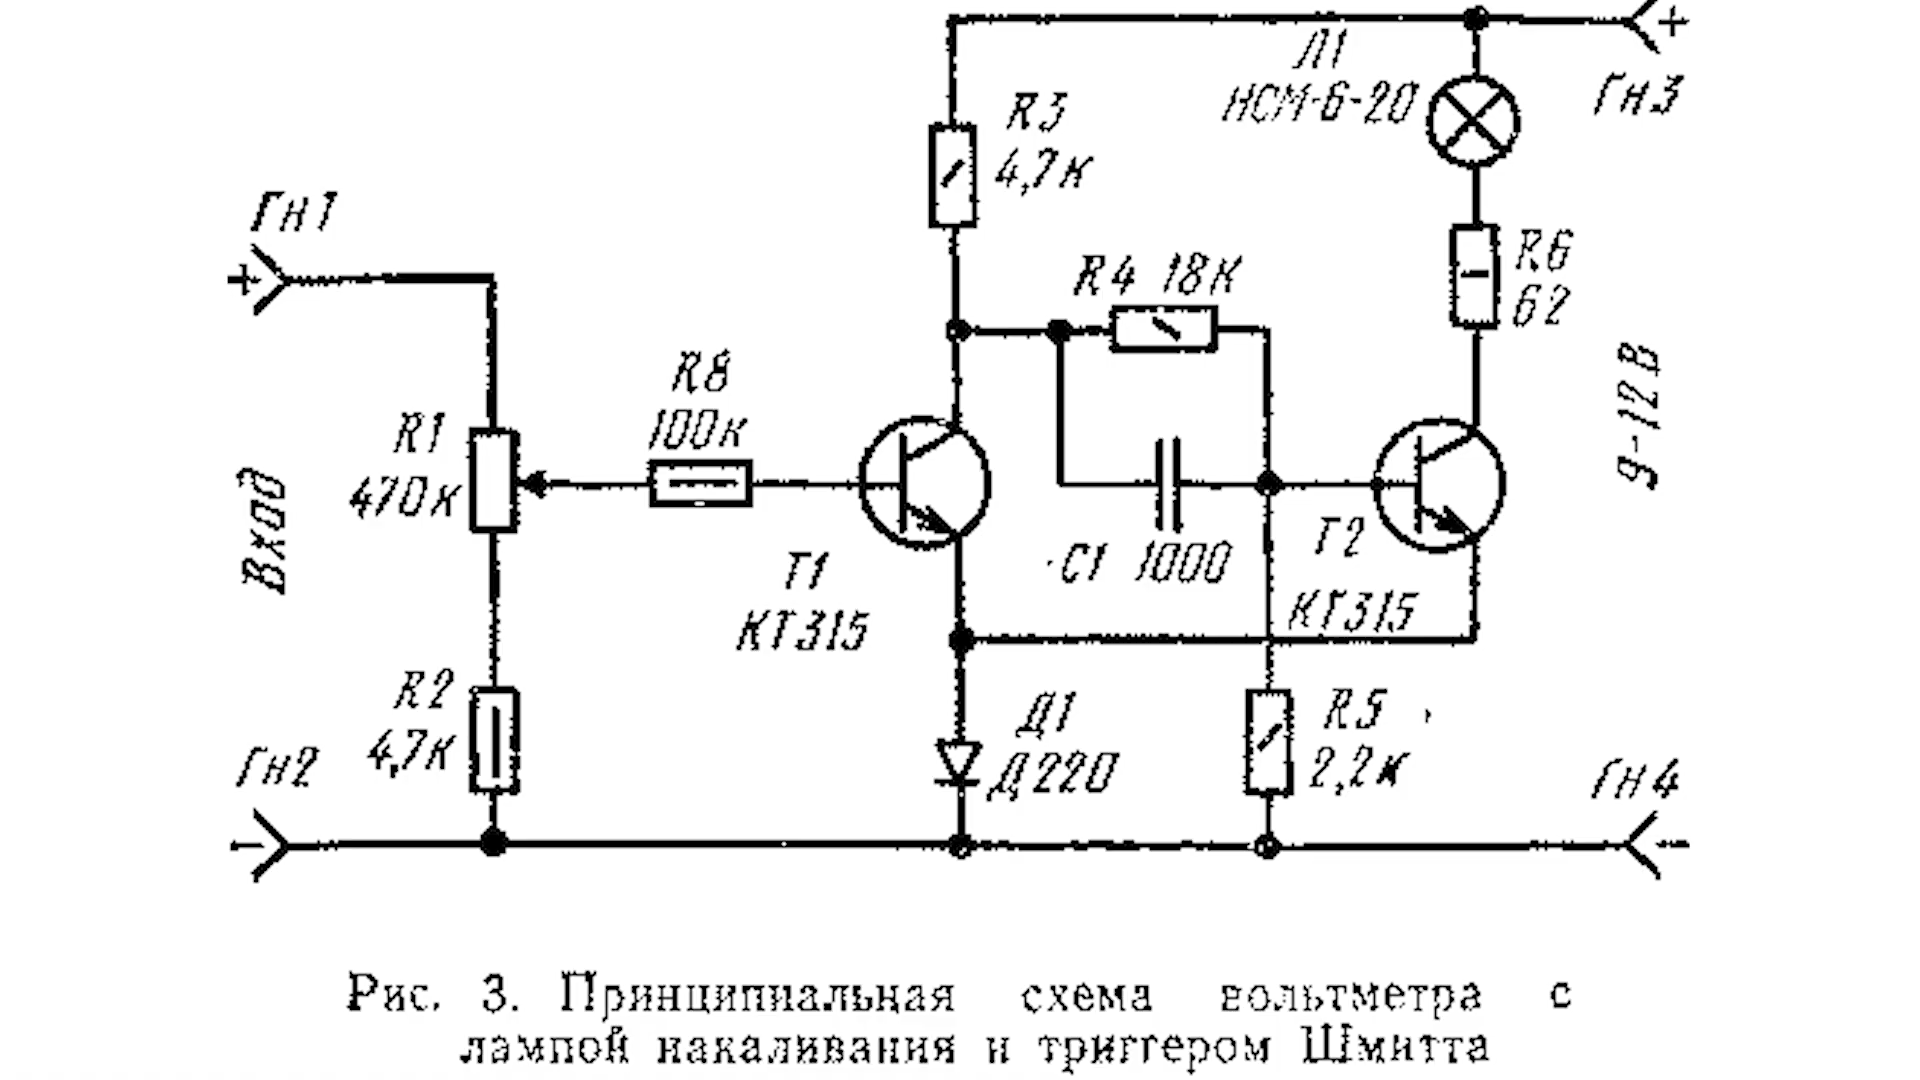 Л1
НСМ-6-20
+
Гн3
R3
4,7к
Гн1
+
R4 18К
R6
62
R8
100к
R1
470к
Вход
9-12В
Т1
КТ315
С1 1000
Т2
КТ315
R2
4,7к
Гн2
-
Д1
Д220
R5
2,2к
Гн4
-
Рис. 3. Принципиальная схема вольтметра с
лампой накаливания и триггером Шмитта